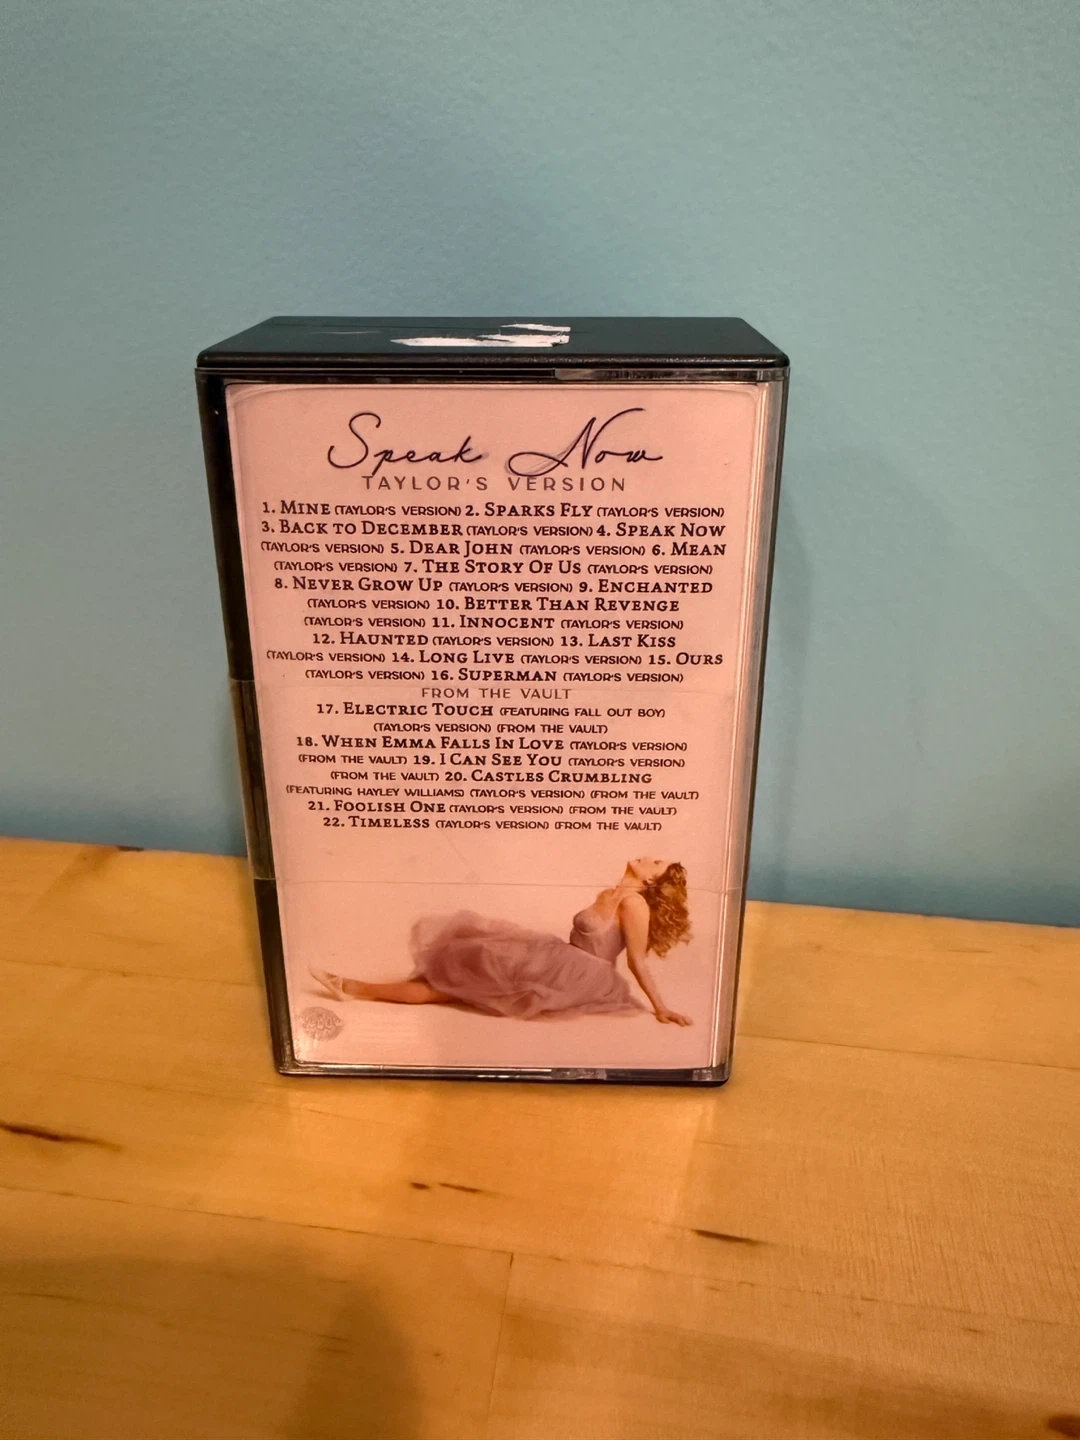 Speak Now
TAYLOR'S VERSION
1. MINE (TAYLOR'S VERSION) 2. SPARKS FLY (TAYLOR'S VERSION)
3. BACK TO DECEMBER (TAYLOR'S VERSION) 4. SPEAK NOW
(TAYLOR'S VERSION) 5. DEAR JOHN (TAYLOR'S VERSION) 6. MEAN
(TAYLOR'S VERSION) 7. THE STORY OF US (TAYLOR'S VERSION)
8. NEVER GROW UP (TAYLOR'S VERSION) 9. ENCHANTED
(TAYLOR'S VERSION) 10. BETTER THAN REVENGE
(TAYLOR'S VERSION) 11. INNOCENT (TAYLOR'S VERSION)
12. HAUNTED (TAYLOR'S VERSION) 13. LAST KISS
(TAYLOR'S VERSION) 14. LONG LIVE (TAYLOR'S VERSION) 15. OURS
(TAYLOR'S VERSION) 16. SUPERMAN (TAYLOR'S VERSION)
FROM THE VAULT
17. ELECTRIC TOUCH (FEATURING FALL OUT BOY)
(TAYLOR'S VERSION) (FROM THE VAULT)
18. WHEN EMMA FALLS IN LOVE (TAYLOR'S VERSION)
(FROM THE VAULT) 19. I CAN SEE YOU (TAYLOR'S VERSION)
(FROM THE VAULT) 20. CASTLES CRUMBLING
(FEATURING HAYLEY WILLIAMS) (TAYLOR'S VERSION) (FROM THE VAULT)
21. FOOLISH ONE (TAYLOR'S VERSION) (FROM THE VAULT)
22. TIMELESS (TAYLOR'S VERSION) (FROM THE VAULT)